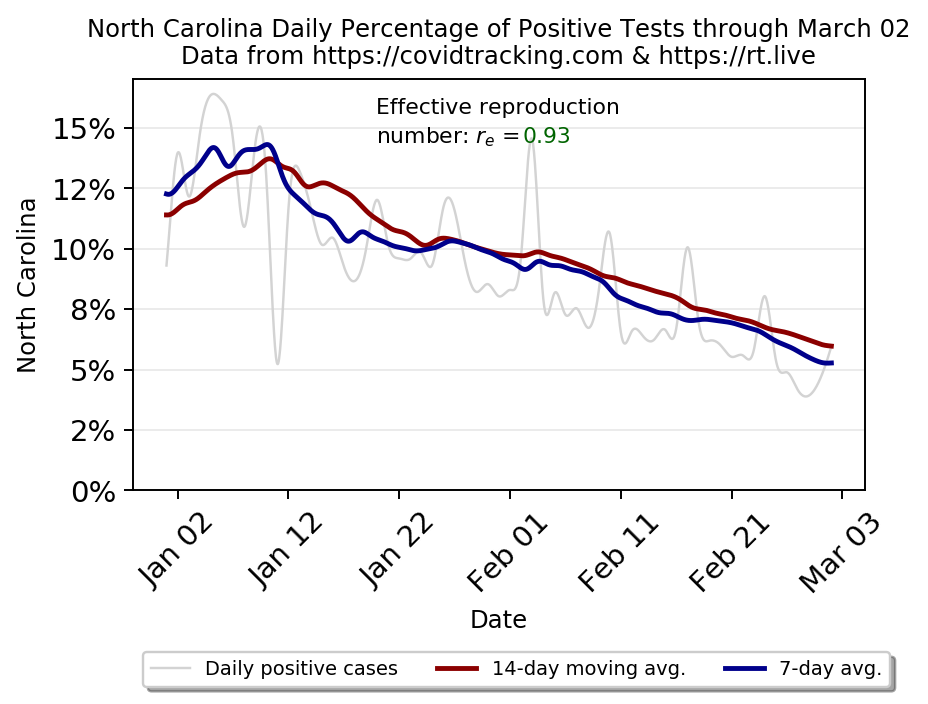 North Carolina Daily Percentage of Positive Tests through March 02
Data from https://covidtracking.com & https://rt.live
Effective reproduction
number: rₑ =0.93
North Carolina
15%
12%
10%
8%
5%
2%
0%
Jan 02
Jan 12
Jan 22
Feb 01
Feb 11
Feb 21
Mar 03
Date
Daily positive cases
14-day moving avg.
7-day avg.